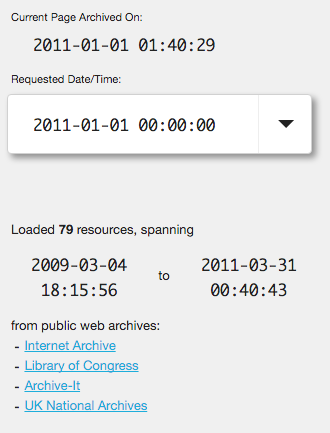 Current Page Archived On:
2011-01-01 01:40:29
Requested Date/Time:
2011-01-01 00:00:00
Loaded 79 resources, spanning
2009-03-04 18:15:56 to 2011-03-31 00:40:43
from public web archives:
- Internet Archive
- Library of Congress
- Archive-It
- UK National Archives